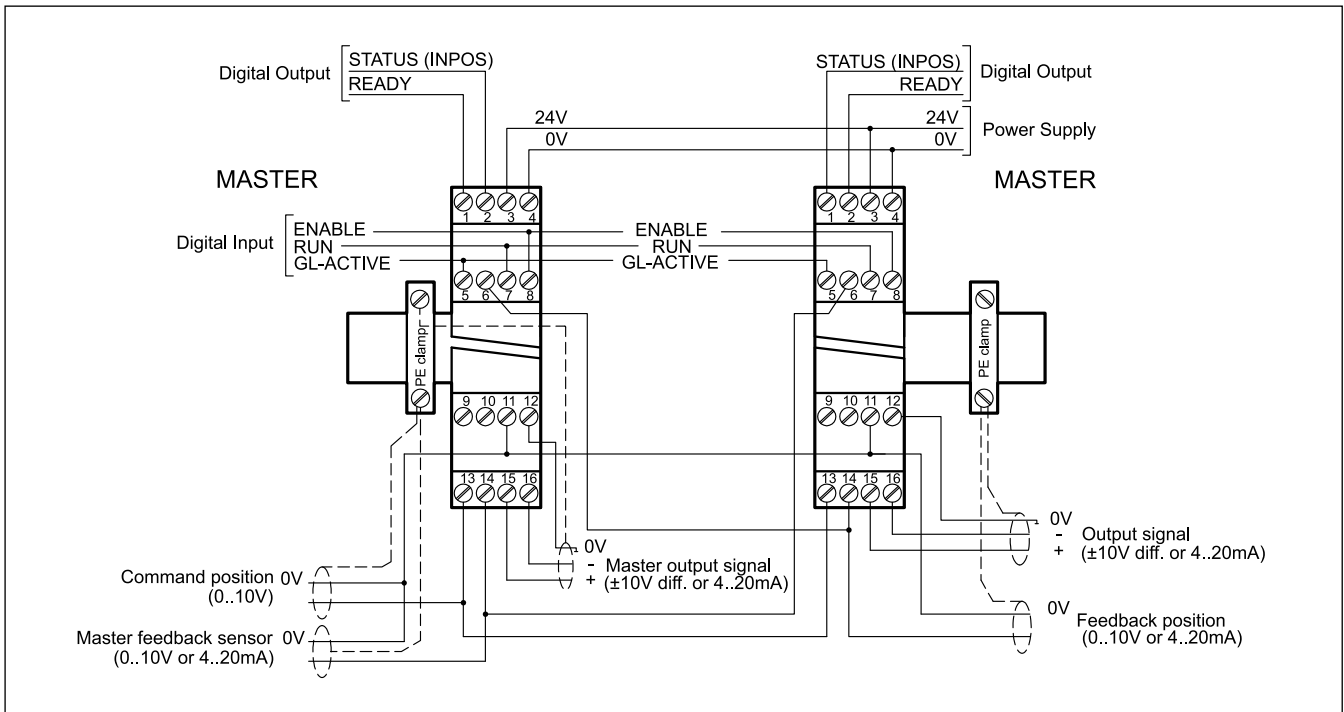 STATUS (INPOS)
Digital Output
READY
STATUS (INPOS)
Digital Output
READY
24V
24V
0V
0V
Power Supply
MASTER
MASTER
1 2 3 4
1 2 3 4
Digital Input
ENABLE
ENABLE
RUN
RUN
GL-ACTIVE
GL-ACTIVE
5 6 7 8
5 6 7 8
PE clamp
PE clamp
9 10 11 12
9 10 11 12
13 14 15 16
13 14 15 16
0V
-
+
Master output signal
(±10V diff. or 4..20mA)
0V
-
+
Output signal
(±10V diff. or 4..20mA)
Command position 0V
(0..10V)
Master feedback sensor 0V
(0..10V or 4..20mA)
0V
Feedback position
(0..10V or 4..20mA)